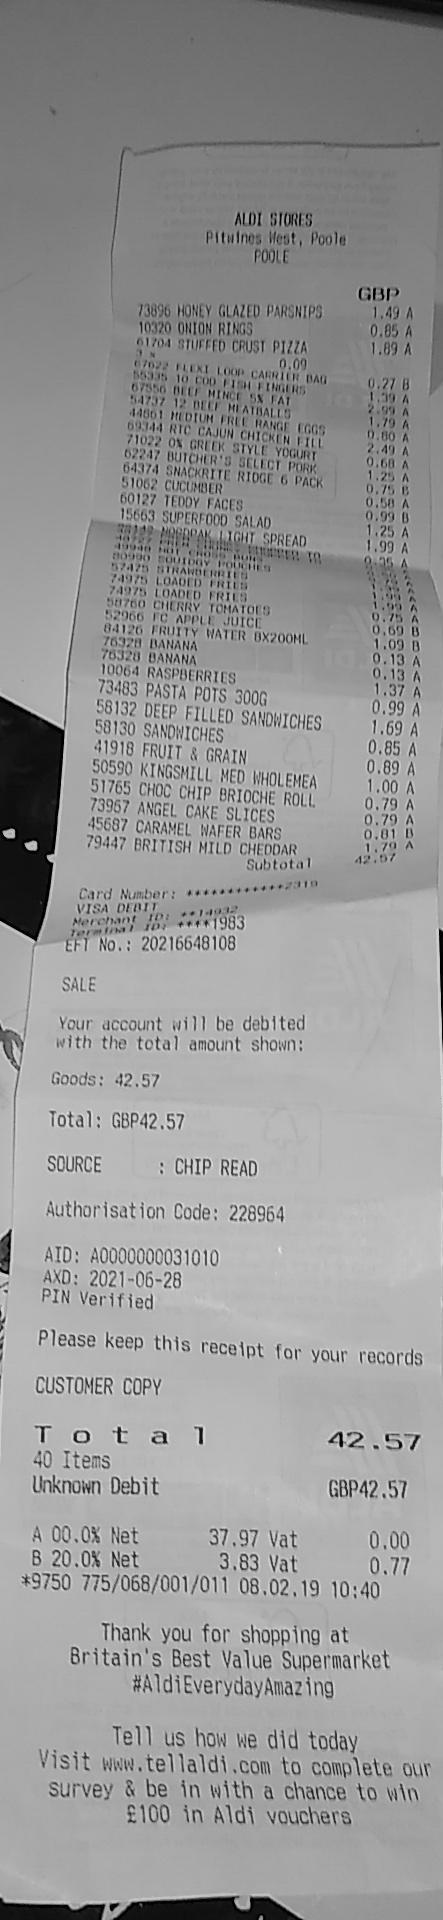 ALDI STORES
Pitwines West, Poole
POOLE
GBP
73896 HONEY GLAZED PARSNIPS 1.49 A
10320 ONION RINGS 0.85 A
61704 STUFFED CRUST PIZZA 1.89 A
3 x 0.09
67622 FLEXI LOOP CARRIER BAG 0.27 B
55335 10 COD FISH FINGERS 1.39 A
67556 BEEF MINCE 5% FAT 2.99 A
54737 12 BEEF MEATBALLS 1.79 A
44861 MEDIUM FREE RANGE EGGS 0.80 A
69344 RTC CAJUN CHICKEN FILL 2.49 A
71022 0% GREEK STYLE YOGURT 0.68 A
62247 BUTCHER'S SELECT PORK 1.25 A
64374 SNACKRITE RIDGE 6 PACK 0.75 B
51062 CUCUMBER 0.58 A
60127 TEDDY FACES 0.99 B
15663 SUPERFOOD SALAD 1.25 A
LIGHT SPREAD 1.99 A
HOT
80990 SQUIDGY POUCHES
57475 STRAWBERRIES
74975 LOADED FRIES
74975 LOADED FRIES 1.99 A
58760 CHERRY TOMATOES 0.75 A
52966 FC APPLE JUICE 0.69 B
84126 FRUITY WATER 8X200ML 1.09 B
76328 BANANA 0.13 A
76328 BANANA 0.13 A
10064 RASPBERRIES 1.37 A
73483 PASTA POTS 300G 0.99 A
58132 DEEP FILLED SANDWICHES 1.69 A
58130 SANDWICHES 0.85 A
41918 FRUIT & GRAIN 0.89 A
50590 KINGSMILL MED WHOLEMEA 1.00 A
51765 CHOC CHIP BRIOCHE ROLL 0.79 A
73967 ANGEL CAKE SLICES 0.79 A
45687 CARAMEL WAFER BARS 0.81 B
79447 BRITISH MILD CHEDDAR 1.79 A
Subtotal 42.57
Card Number: ************2319
VISA DEBIT
Merchant ID: **14932
Terminal ID: ****1983
EFT No.: 20216648108
SALE
Your account will be debited
with the total amount shown:
Goods: 42.57
Total: GBP42.57
SOURCE : CHIP READ
Authorisation Code: 228964
AID: A0000000031010
AXD: 2021-06-28
PIN Verified
Please keep this receipt for your records
CUSTOMER COPY
Total 42.57
40 Items
Unknown Debit GBP42.57
A 00.0% Net 37.97 Vat 0.00
B 20.0% Net 3.83 Vat 0.77
*9750 775/068/001/011 08.02.19 10:40
Thank you for shopping at
Britain's Best Value Supermarket
#AldiEverydayAmazing
Tell us how we did today
Visit www.tellaldi.com to complete our
survey & be in with a chance to win
£100 in Aldi vouchers